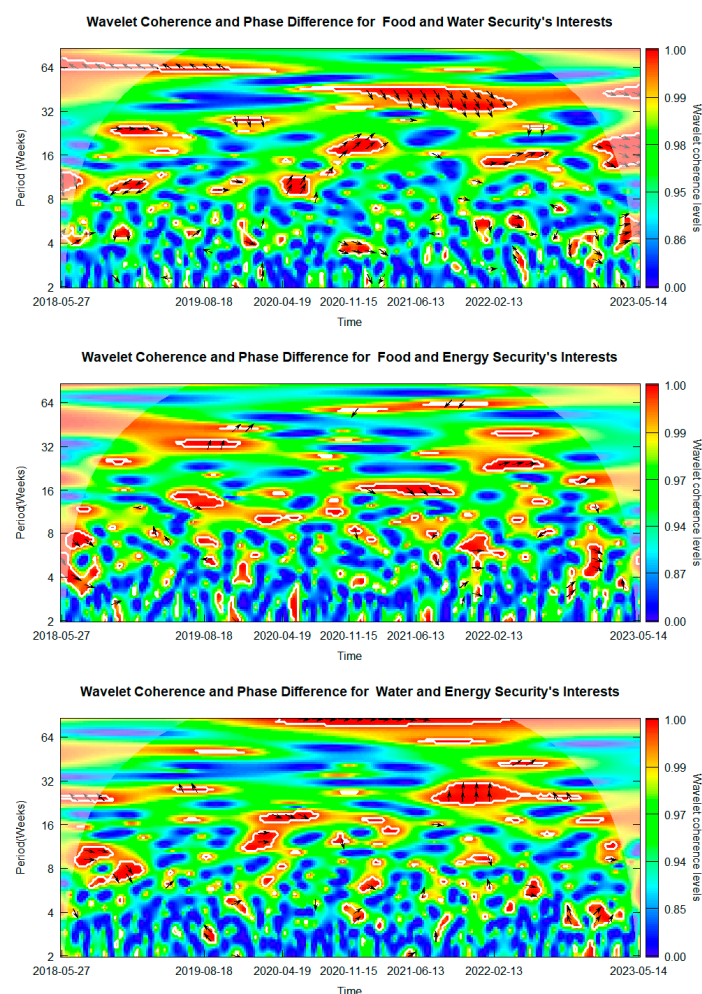 Wavelet Coherence and Phase Difference for  Food and Water Security's Interests
1.00
64
0.99
32
0.98
16
0.95
8
0.86
4
2
0.00
Period (Weeks)
Wavelet coherence levels
2018-05-27 2019-08-18 2020-04-19 2020-11-15 2021-06-13 2022-02-13 2023-05-14
Time
Wavelet Coherence and Phase Difference for  Food and Energy Security's Interests
1.00
64
0.99
32
0.97
16
0.94
8
0.87
4
2
0.00
Period(Weeks)
Wavelet coherence levels
2018-05-27 2019-08-18 2020-04-19 2020-11-15 2021-06-13 2022-02-13 2023-05-14
Time
Wavelet Coherence and Phase Difference for  Water and Energy Security's Interests
1.00
64
0.99
32
0.97
16
0.94
8
0.85
4
2
0.00
Period(Weeks)
Wavelet coherence levels
2018-05-27 2019-08-18 2020-04-19 2020-11-15 2021-06-13 2022-02-13 2023-05-14
Time